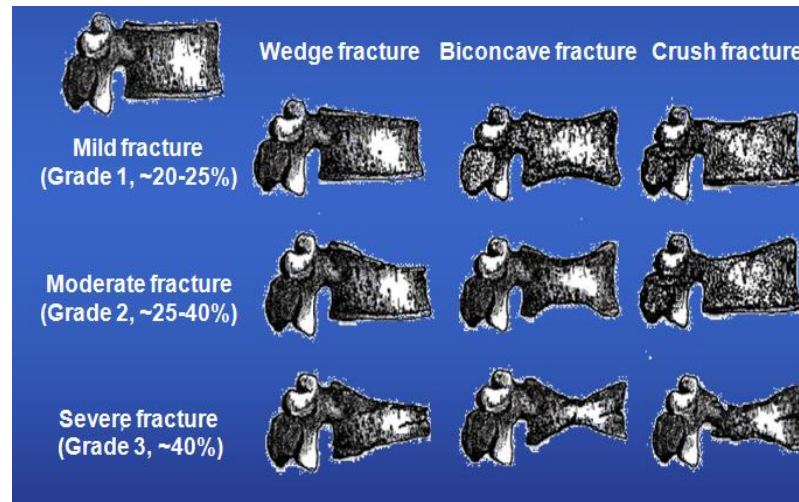 Wedge fracture Biconcave fracture Crush fracture
Mild fracture
(Grade 1, ~20-25%)
Moderate fracture
(Grade 2, ~25-40%)
Severe fracture
(Grade 3, ~40%)